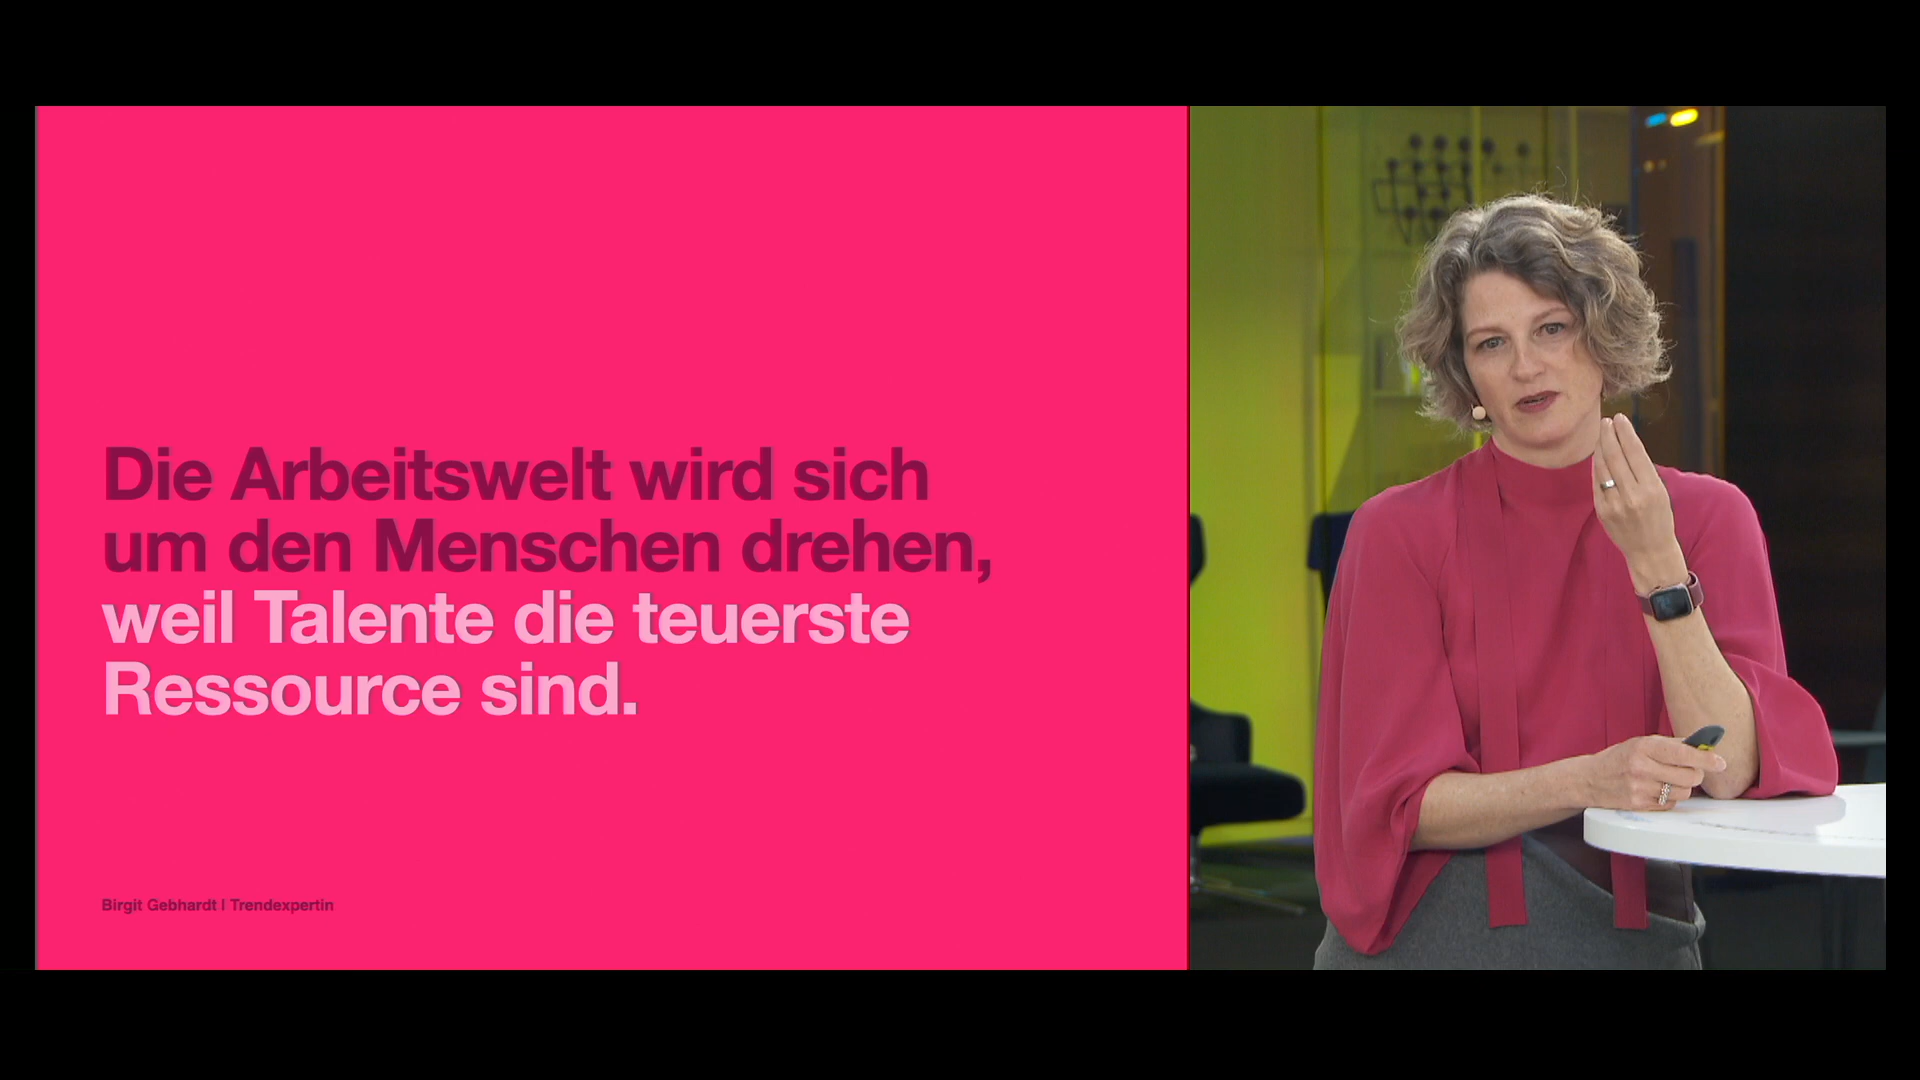 Die Arbeitswelt wird sich
um den Menschen drehen,
weil Talente die teuerste
Ressource sind.
Birgit Gebhardt I Trendexpertin